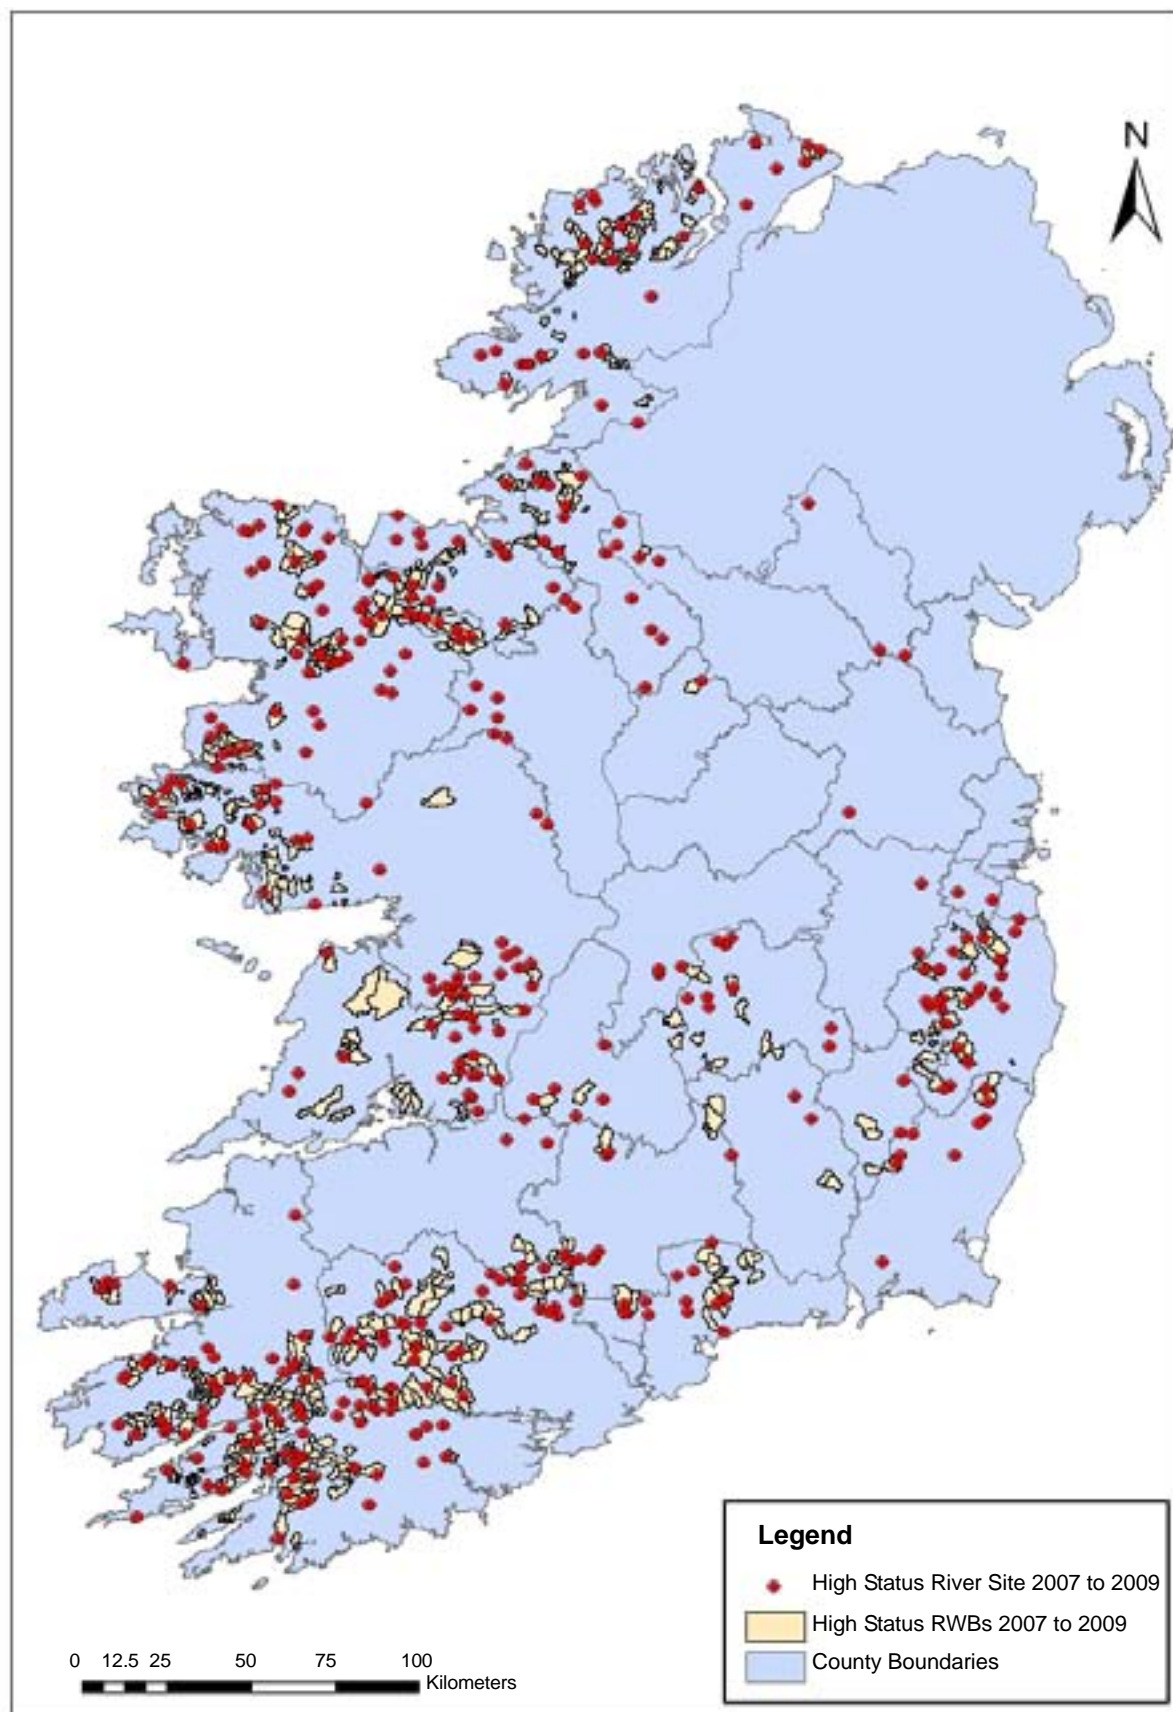 N
Legend
High Status River Site 2007 to 2009
High Status RWBs 2007 to 2009
County Boundaries
0 12.5 25 50 75 100
Kilometers